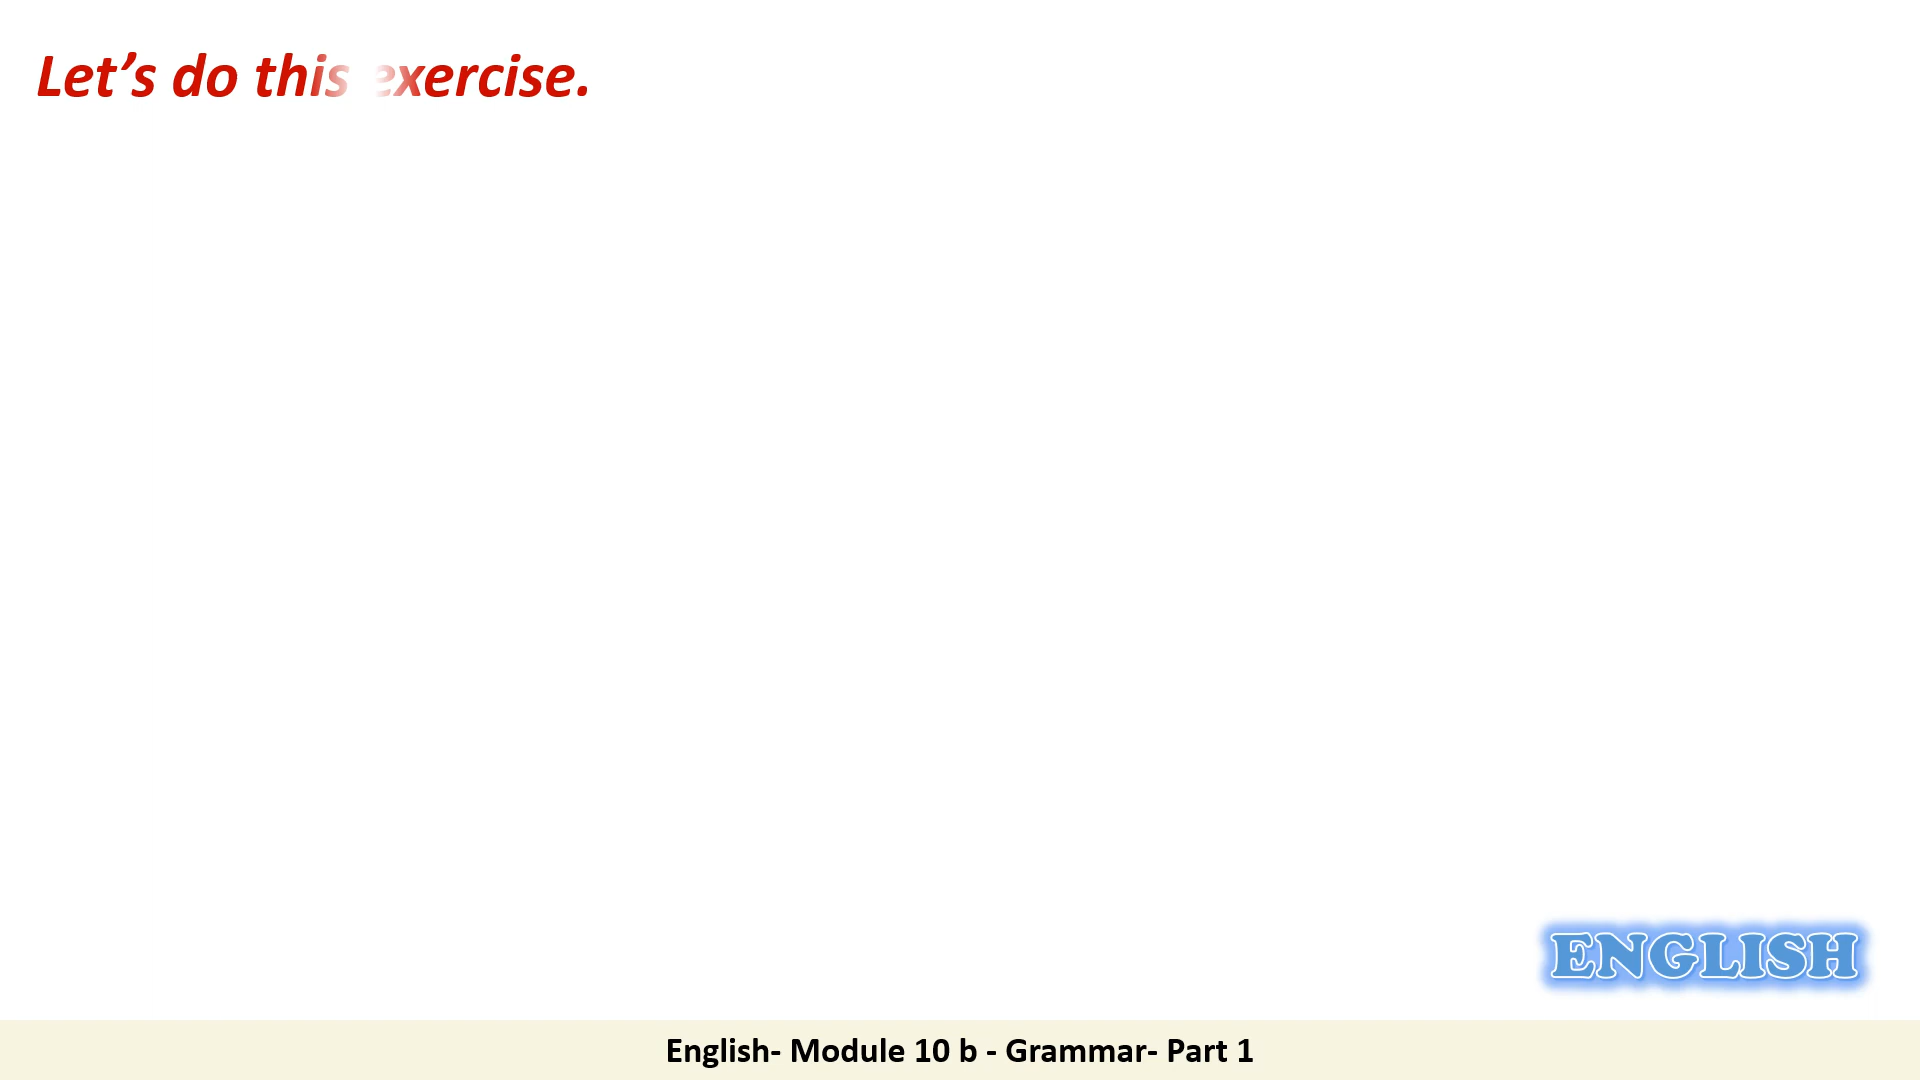 Let’s do this exercise.
ENGLISH
English- Module 10 b - Grammar- Part 1